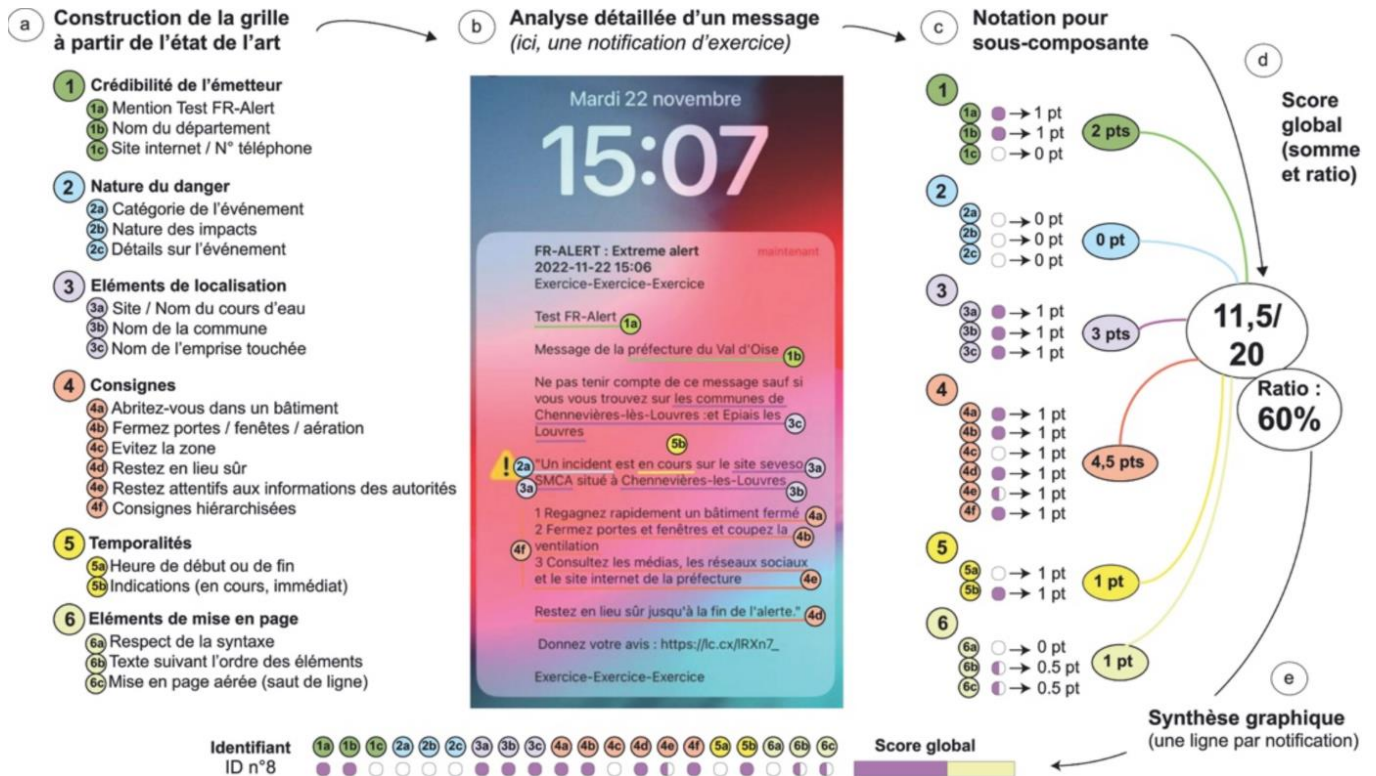 a
Construction de la grille
à partir de l'état de l'art
b
Analyse détaillée d'un message
(ici, une notification d'exercice)
c
Notation pour
sous-composante
d
Score
global
(somme
et ratio)
1 Crédibilité de l'émetteur
1a Mention Test FR-Alert
1b Nom du département
1c Site internet / N° téléphone
2 Nature du danger
2a Catégorie de l'événement
2b Nature des impacts
2c Détails sur l'événement
3 Eléments de localisation
3a Site / Nom du cours d'eau
3b Nom de la commune
3c Nom de l'emprise touchée
4 Consignes
4a Abritez-vous dans un bâtiment
4b Fermez portes / fenêtes / aération
4c Evitez la zone
4d Restez en lieu sûr
4e Restez attentifs aux informations des autorités
4f Consignes hiérarchisées
5 Temporalités
5a Heure de début ou de fin
5b Indications (en cours, immédiat)
6 Eléments de mise en page
6a Respect de la syntaxe
6b Texte suivant l'ordre des éléments
6c Mise en page aérée (saut de ligne)
Mardi 22 novembre
15:07
FR-ALERT : Extreme alert maintenant
2022-11-22 15:06
Exercice-Exercice-Exercice
Test FR-Alert 1a
Message de la préfecture du Val d'Oise 1b
Ne pas tenir compte de ce message sauf si
vous vous trouvez sur les communes de
Chennevières-lès-Louvres :et Epiais les 3c
Louvres
5b
! 2a "Un incident est en cours sur le site seveso 3a
3a SMCA situé à Chennevières-les-Louvres 3b
1 Regagnez rapidement un bâtiment fermé 4a
2 Fermez portes et fenêtres et coupez la 4b
4f ventilation
3 Consultez les médias, les réseaux sociaux
et le site internet de la préfecture 4e
Restez en lieu sûr jusqu'à la fin de l'alerte." 4d
Donnez votre avis : https://lc.cx/lRXn7_
Exercice-Exercice-Exercice
1
1a → 1 pt
1b → 1 pt
1c → 0 pt
2 pts
2
2a → 0 pt
2b → 0 pt
2c → 0 pt
0 pt
3
3a → 1 pt
3b → 1 pt
3c → 1 pt
3 pts
4
4a → 1 pt
4b → 1 pt
4c → 1 pt
4d → 1 pt
4e → 1 pt
4f → 1 pt
4,5 pts
5
5a → 1 pt
5b → 1 pt
1 pt
6
6a → 0 pt
6b → 0.5 pt
6c → 0.5 pt
1 pt
11,5/
20
Ratio :
60%
e
Synthèse graphique
(une ligne par notification)
Identifiant 1a 1b 1c 2a 2b 2c 3a 3b 3c 4a 4b 4c 4d 4e 4f 5a 5b 6a 6b 6c Score global
ID n°8